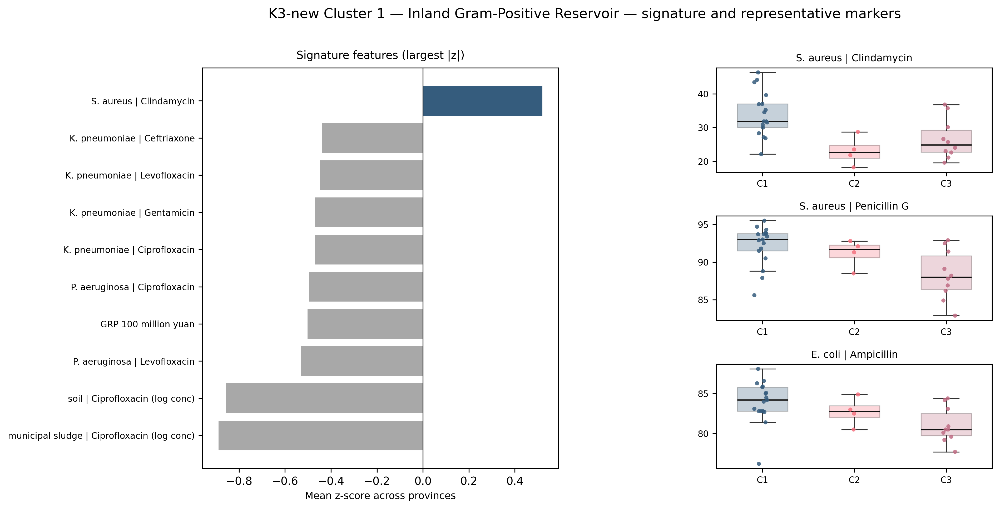 K3-new Cluster 1 — Inland Gram-Positive Reservoir — signature and representative markers
Signature features (largest |z|)
S. aureus | Clindamycin
K. pneumoniae | Ceftriaxone
K. pneumoniae | Levofloxacin
K. pneumoniae | Gentamicin
K. pneumoniae | Ciprofloxacin
P. aeruginosa | Ciprofloxacin
GRP 100 million yuan
P. aeruginosa | Levofloxacin
soil | Ciprofloxacin (log conc)
municipal sludge | Ciprofloxacin (log conc)
−0.8 −0.6 −0.4 −0.2 0.0 0.2 0.4
Mean z-score across provinces
S. aureus | Clindamycin
40
30
20
C1 C2 C3
S. aureus | Penicillin G
95
90
85
C1 C2 C3
E. coli | Ampicillin
85
80
C1 C2 C3